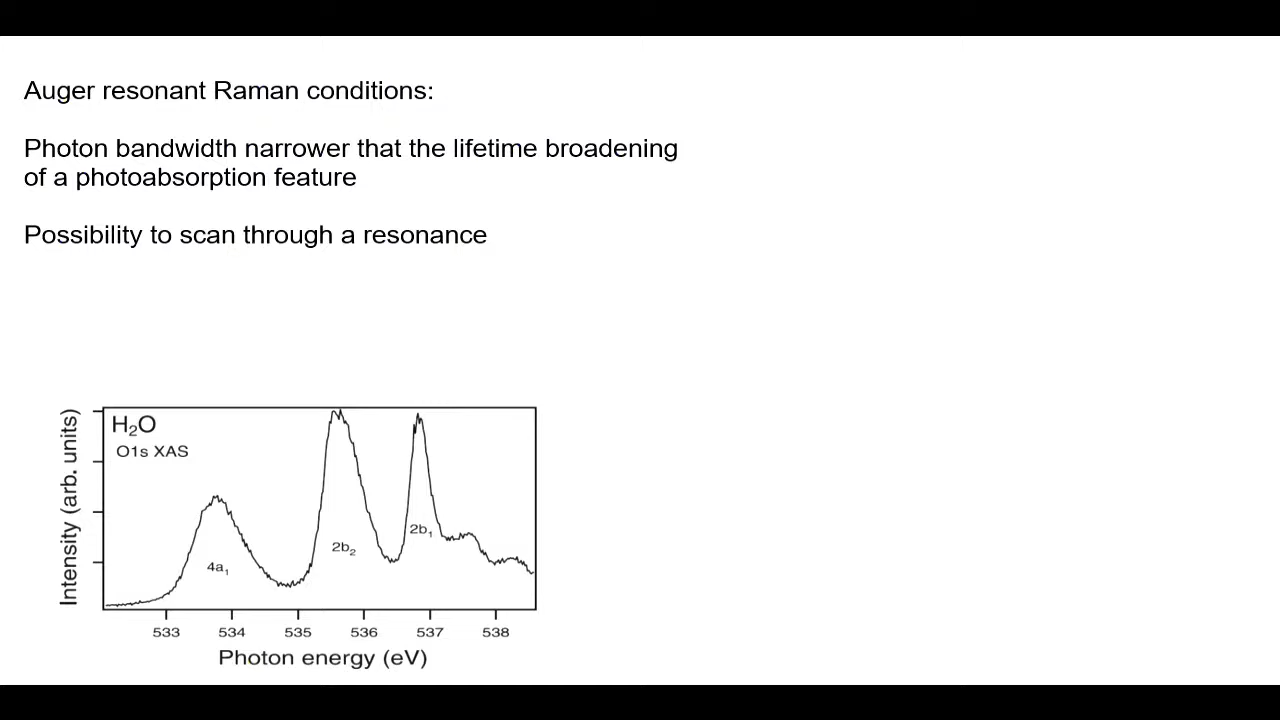 Auger resonant Raman conditions:
Photon bandwidth narrower that the lifetime broadening
of a photoabsorption feature
Possibility to scan through a resonance
H₂O
O1s XAS
4a₁
2b₂
2b₁
Intensity (arb. units)
533 534 535 536 537 538
Photon energy (eV)